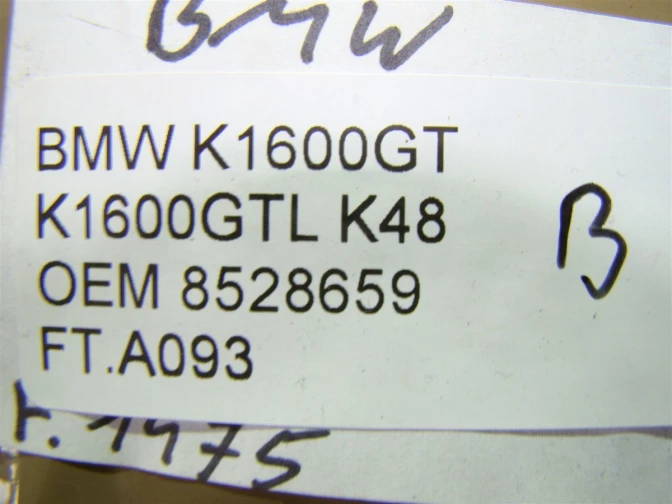 BMW
BMW K1600GT
K1600GTL K48
B
OEM 8528659
FT.A093
r. 1475